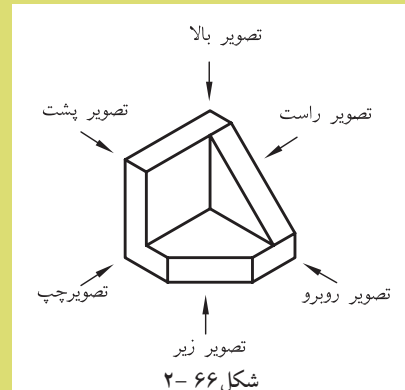 تصویر بالا
تصویر راست
تصویر پشت
تصویر روبرو
تصویرچپ
تصویر زیر
شکل ۶۶ –۲